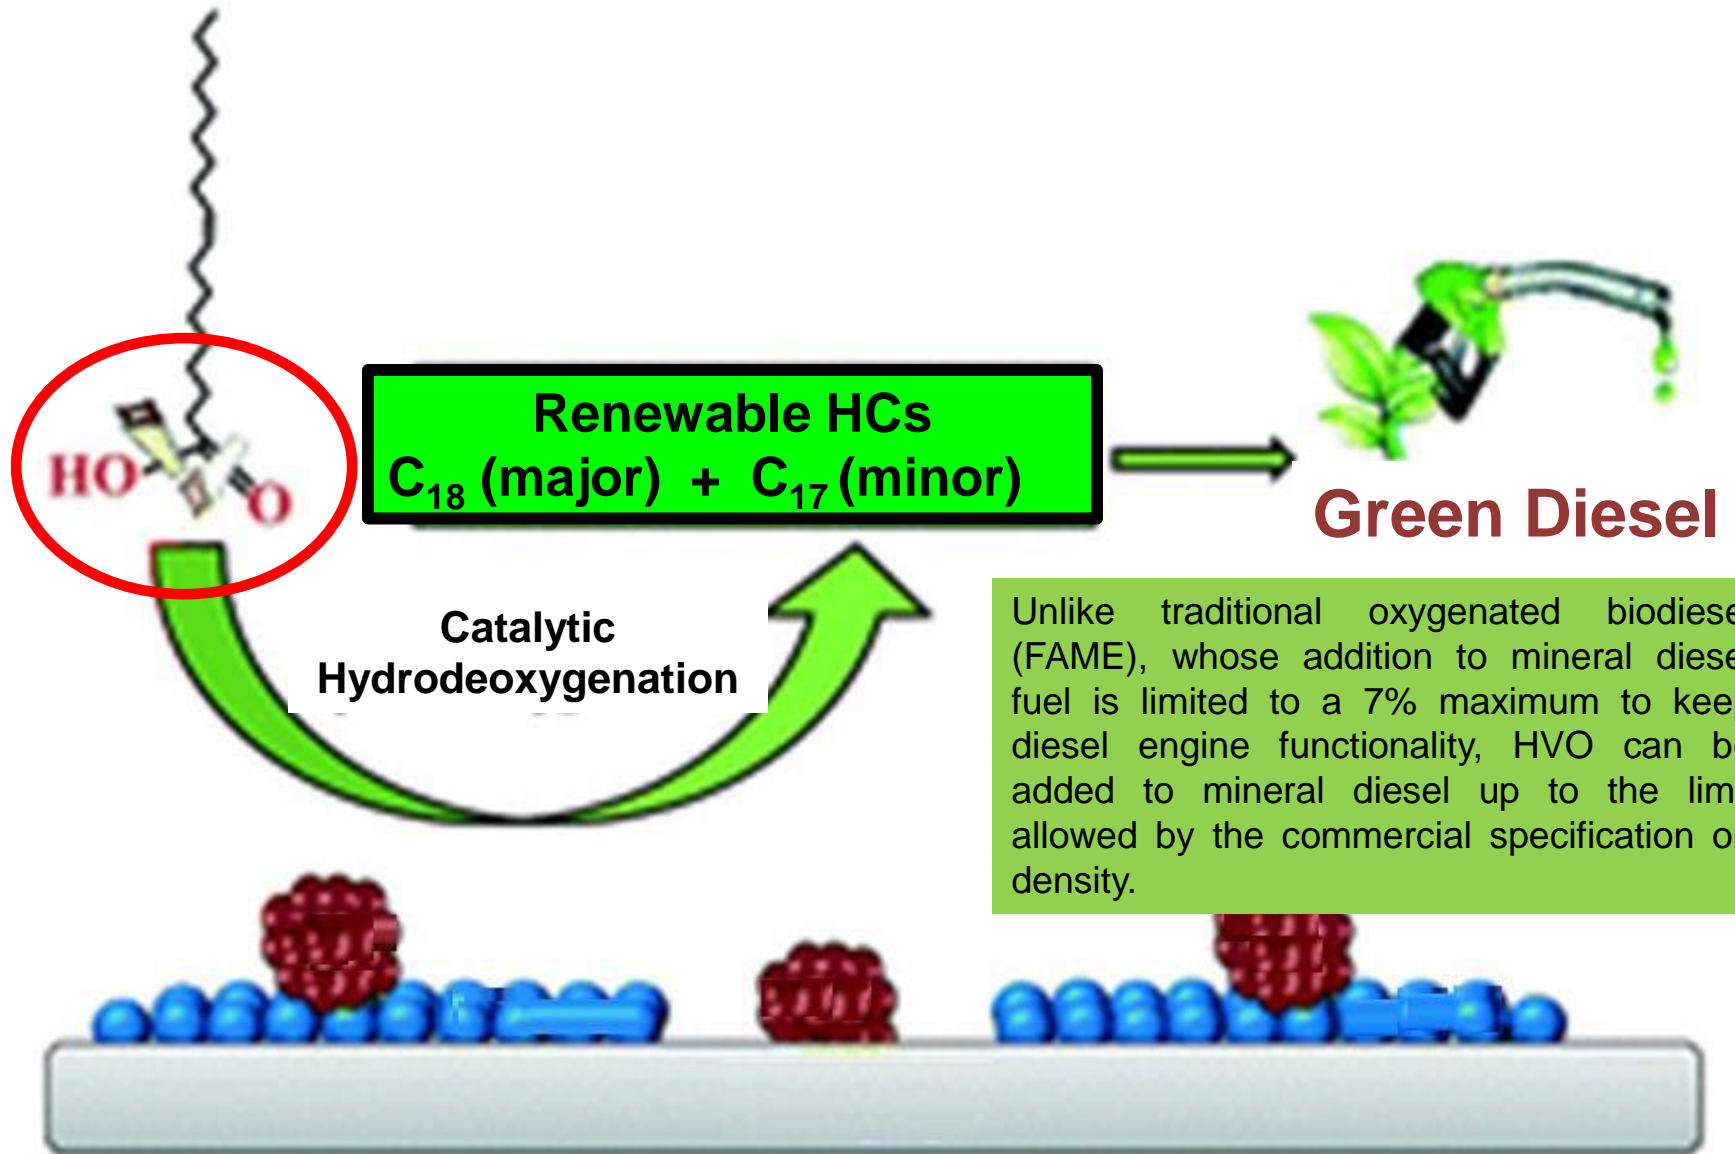 HO
O
Renewable HCs
C₁₈ (major) + C₁₇ (minor)
Green Diesel
Catalytic
Hydrodeoxygenation
Unlike traditional oxygenated biodiese
(FAME), whose addition to mineral diese
fuel is limited to a 7% maximum to kee
diesel engine functionality, HVO can b
added to mineral diesel up to the lim
allowed by the commercial specification o
density.